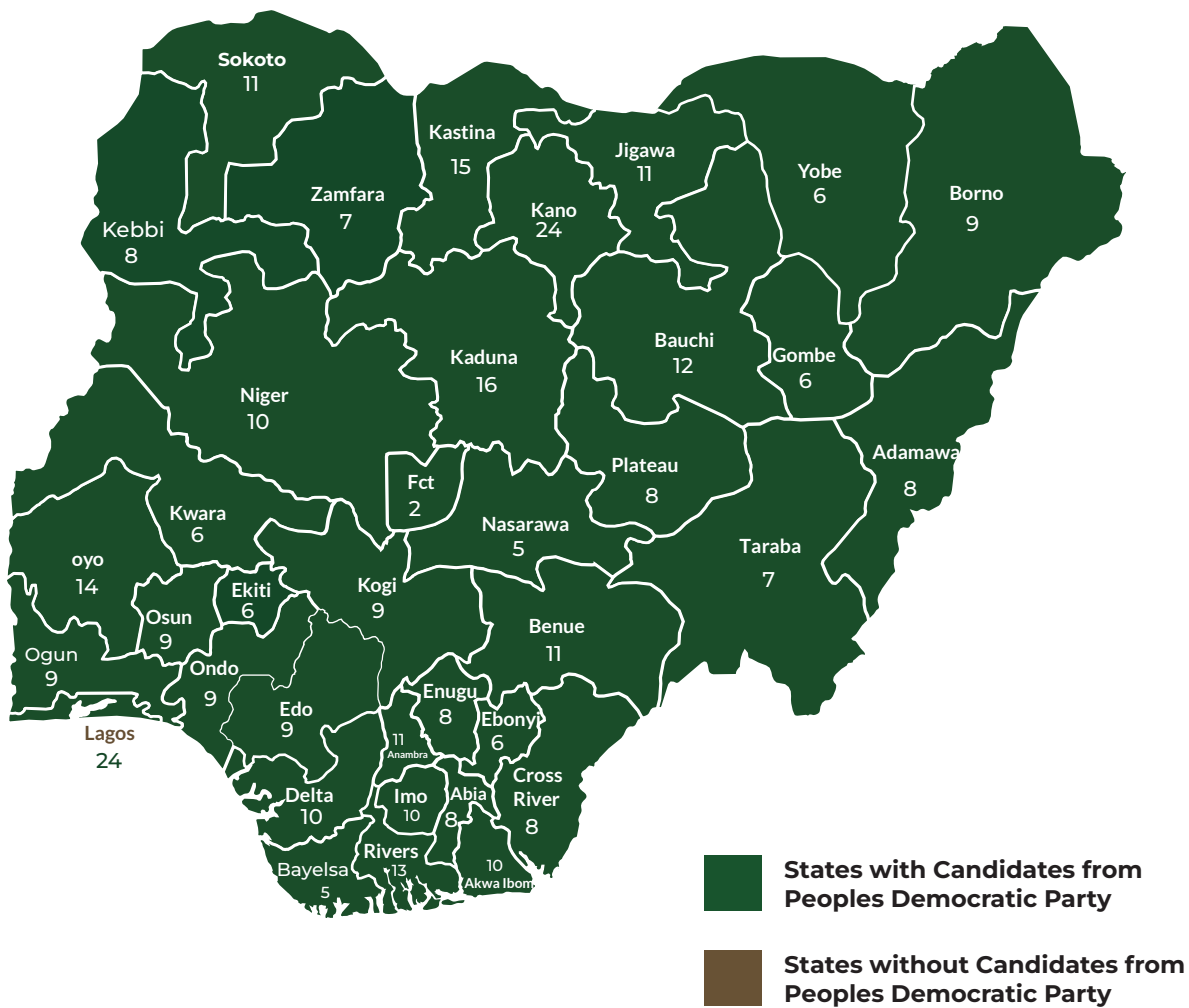 Sokoto
11
Kastina
15
Jigawa
11
Yobe
6
Borno
9
Zamfara
7
Kano
24
Kebbi
8
Bauchi
12
Gombe
6
Kaduna
16
Niger
10
Adamawa
8
Plateau
8
Fct
2
Kwara
6
Nasarawa
5
Taraba
7
oyo
14
Ekiti
6
Kogi
9
Osun
9
Benue
11
Ogun
9
Ondo
9
Edo
9
Enugu
8
Ebonyi
6
11
Anambra
Lagos
24
Cross
River
8
Delta
10
Imo
10
Abia
8
Rivers
13
Bayelsa
5
10
(Akwa Ibom
States with Candidates from
Peoples Democratic Party
States without Candidates from
Peoples Democratic Party